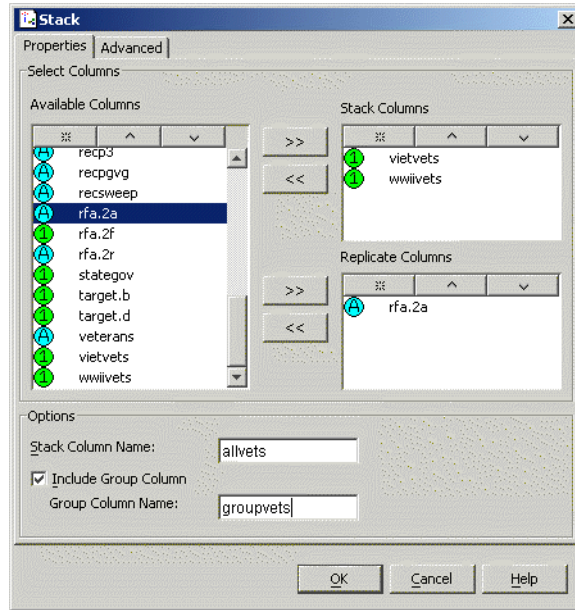 Stack
Properties
Advanced
Select Columns
Available Columns
recp3
recpgvg
recsweep
rfa.2a
rfa.2f
rfa.2r
stategov
target.b
target.d
veterans
vietvets
wwiivets
>>
<<
>>
<<
Stack Columns
vietvets
wwiivets
Replicate Columns
rfa.2a
Options
Stack Column Name:
allvets
Include Group Column
Group Column Name:
groupvets
OK
Cancel
Help